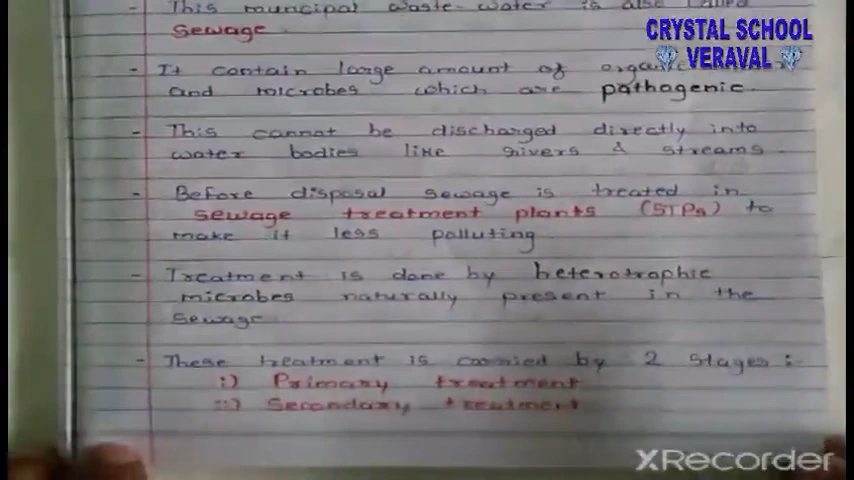 - This muncipal waste-water is also called
Sewage
CRYSTAL SCHOOL
VERAVAL
- It contain large amount of organic
and microbes which are pathogenic.
- This cannot be discharged directly into
water bodies like rivers & streams
- Before disposal sewage is treated in
sewage treatment plants (STPs) to
make it less polluting
- Treatment is done by heterotrophic
microbes naturally present in the
sewage
- These treatment is carried by 2 stages :-
i) Primary treatment
ii) Secondary treatment
XRecorder